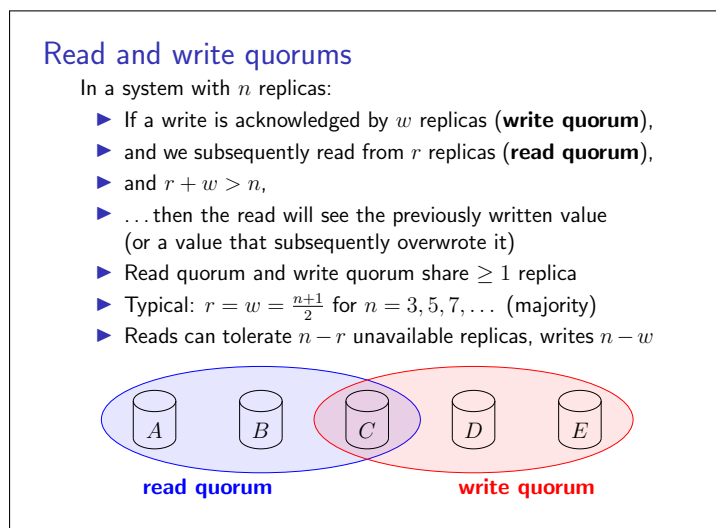 Read and write quorums
In a system with n replicas:
▶ If a write is acknowledged by w replicas (write quorum),
▶ and we subsequently read from r replicas (read quorum),
▶ and r + w > n,
▶ ... then the read will see the previously written value
(or a value that subsequently overwrote it)
▶ Read quorum and write quorum share ≥ 1 replica
▶ Typical: r = w = (n+1)/2 for n = 3, 5, 7, ... (majority)
▶ Reads can tolerate n − r unavailable replicas, writes n − w
A B C D E
read quorum write quorum